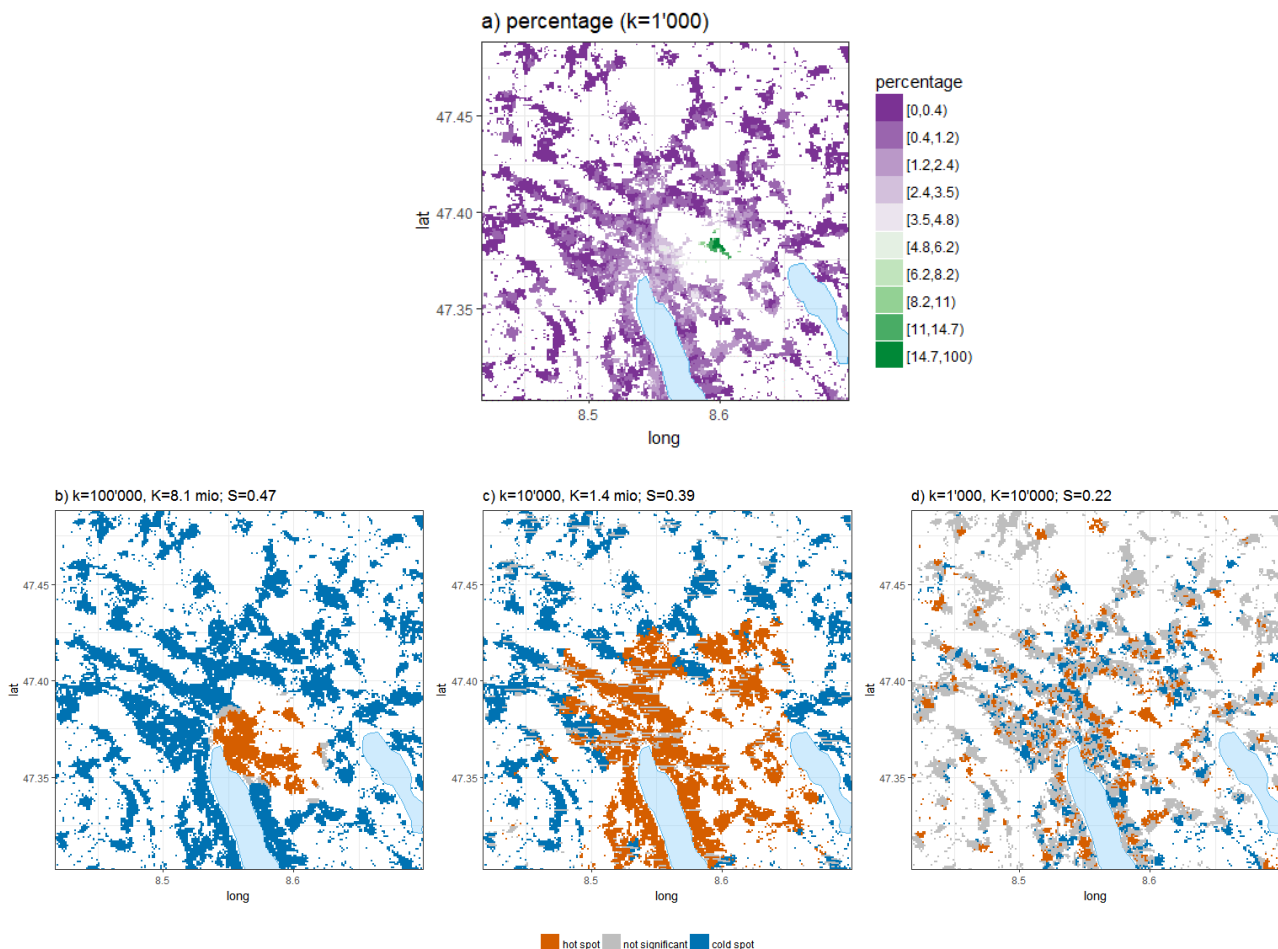 a) percentage (k=1'000)
47.45
47.40
47.35
lat
8.5
8.6
long
percentage
[0,0.4)
[0.4,1.2)
[1.2,2.4)
[2.4,3.5)
[3.5,4.8)
[4.8,6.2)
[6.2,8.2)
[8.2,11)
[11,14.7)
[14.7,100)
b) k=100'000, K=8.1 mio; S=0.47
47.45
47.40
47.35
lat
8.5
8.6
long
c) k=10'000, K=1.4 mio; S=0.39
47.45
47.40
47.35
lat
8.5
8.6
long
d) k=1'000, K=10'000; S=0.22
47.45
47.40
47.35
lat
8.5
8.6
long
hot spot not significant cold spot